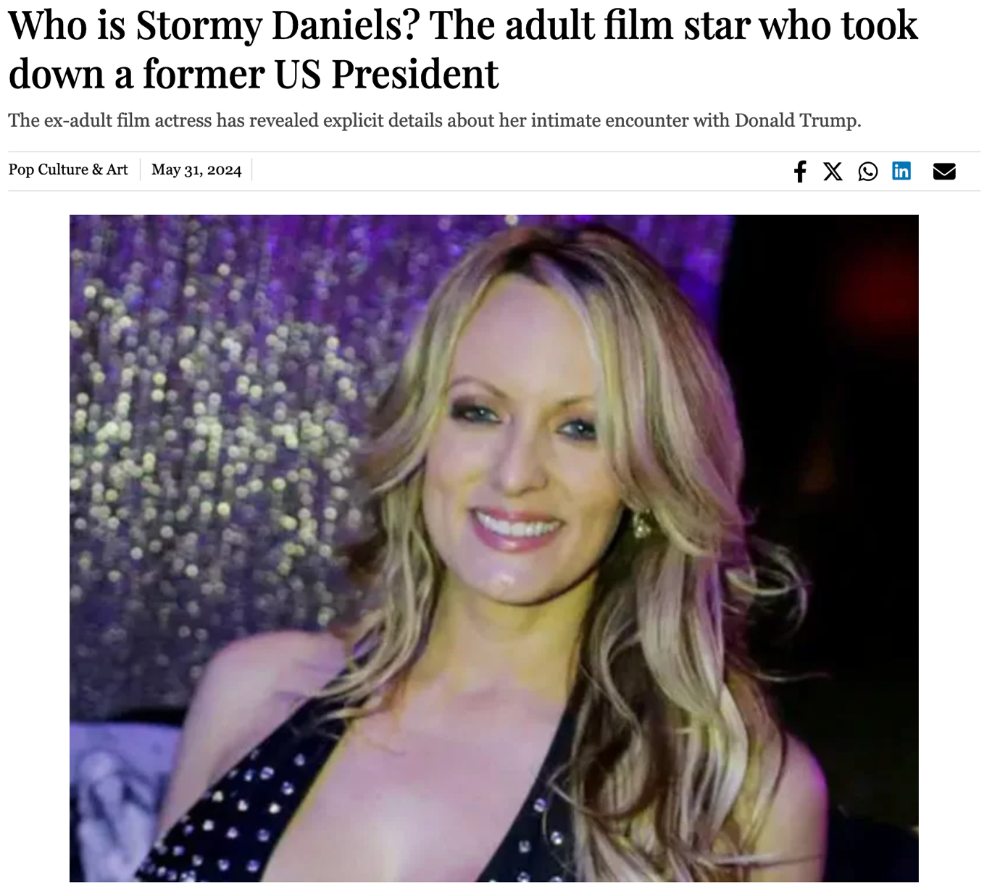 Who is Stormy Daniels? The adult film star who took
down a former US President
The ex-adult film actress has revealed explicit details about her intimate encounter with Donald Trump.
Pop Culture & Art
May 31, 2024